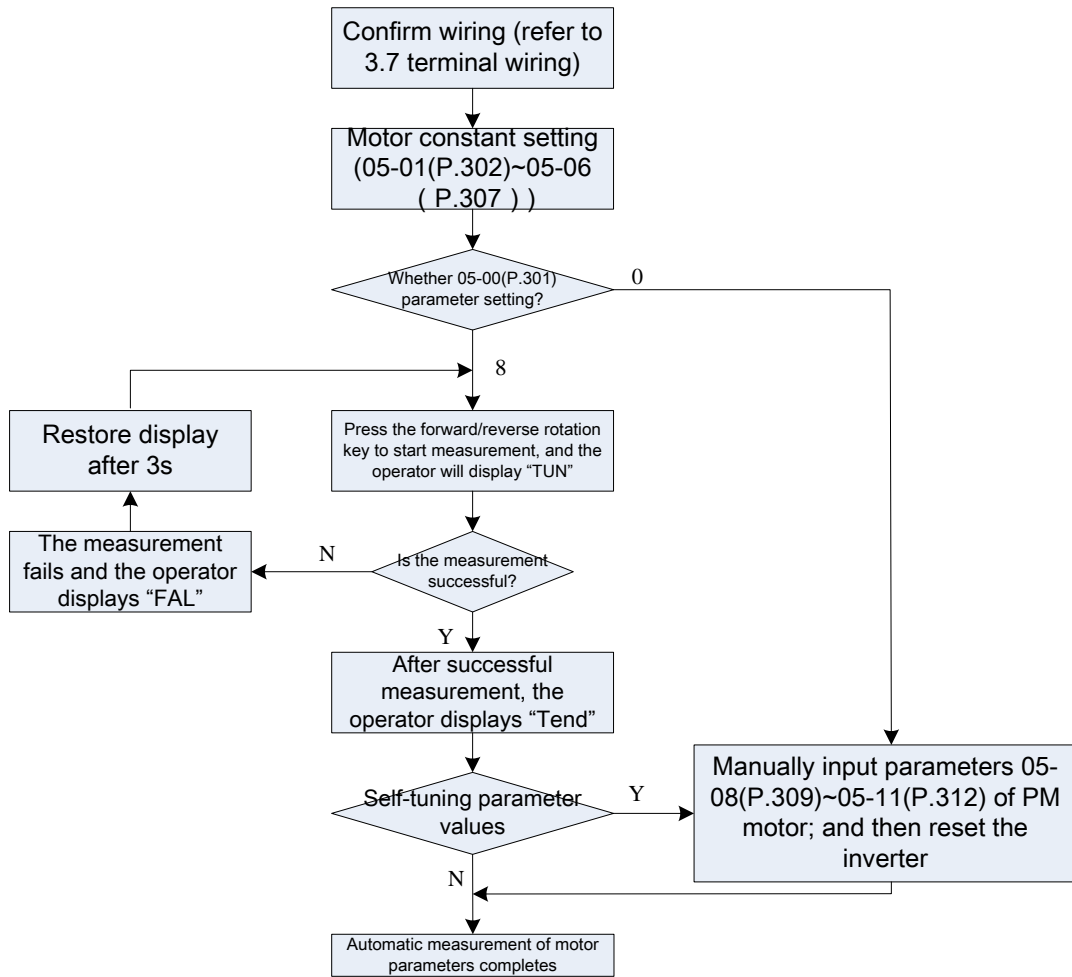 Confirm wiring (refer to
3.7 terminal wiring)
Motor constant setting
(05-01(P.302)~05-06
( P.307 ) )
Whether 05-00(P.301)
parameter setting?
0
8
Restore display
after 3s
Press the forward/reverse rotation
key to start measurement, and the
operator will display “TUN”
The measurement
fails and the operator
displays “FAL”
N
Is the measurement
successful?
Y
After successful
measurement, the
operator displays “Tend”
Self-tuning parameter
values
Y
Manually input parameters 05-
08(P.309)~05-11(P.312) of PM
motor; and then reset the
inverter
N
Automatic measurement of motor
parameters completes